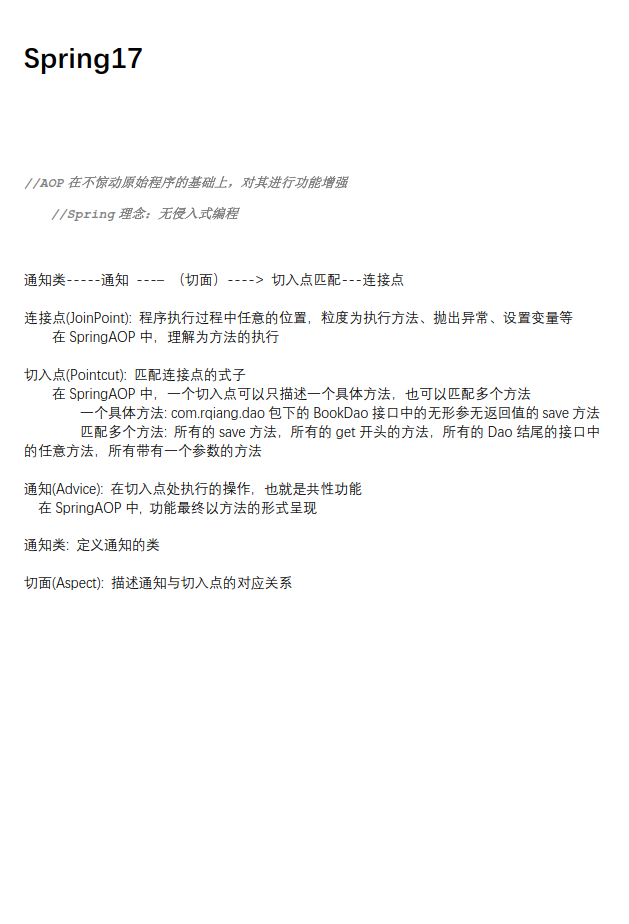 Spring17
//AOP 在不惊动原始程序的基础上，对其进行功能增强
//Spring 理念：无侵入式编程
通知类-----通知 ---– （切面）----> 切入点匹配---连接点
连接点(JoinPoint): 程序执行过程中任意的位置，粒度为执行方法、抛出异常、设置变量等
在 SpringAOP 中，理解为方法的执行
切入点(Pointcut): 匹配连接点的式子
在 SpringAOP 中，一个切入点可以只描述一个具体方法，也可以匹配多个方法
一个具体方法: com.rqiang.dao 包下的 BookDao 接口中的无形参无返回值的 save 方法
匹配多个方法: 所有的 save 方法，所有的 get 开头的方法，所有的 Dao 结尾的接口中
的任意方法，所有带有一个参数的方法
通知(Advice): 在切入点处执行的操作，也就是共性功能
在 SpringAOP 中, 功能最终以方法的形式呈现
通知类: 定义通知的类
切面(Aspect): 描述通知与切入点的对应关系